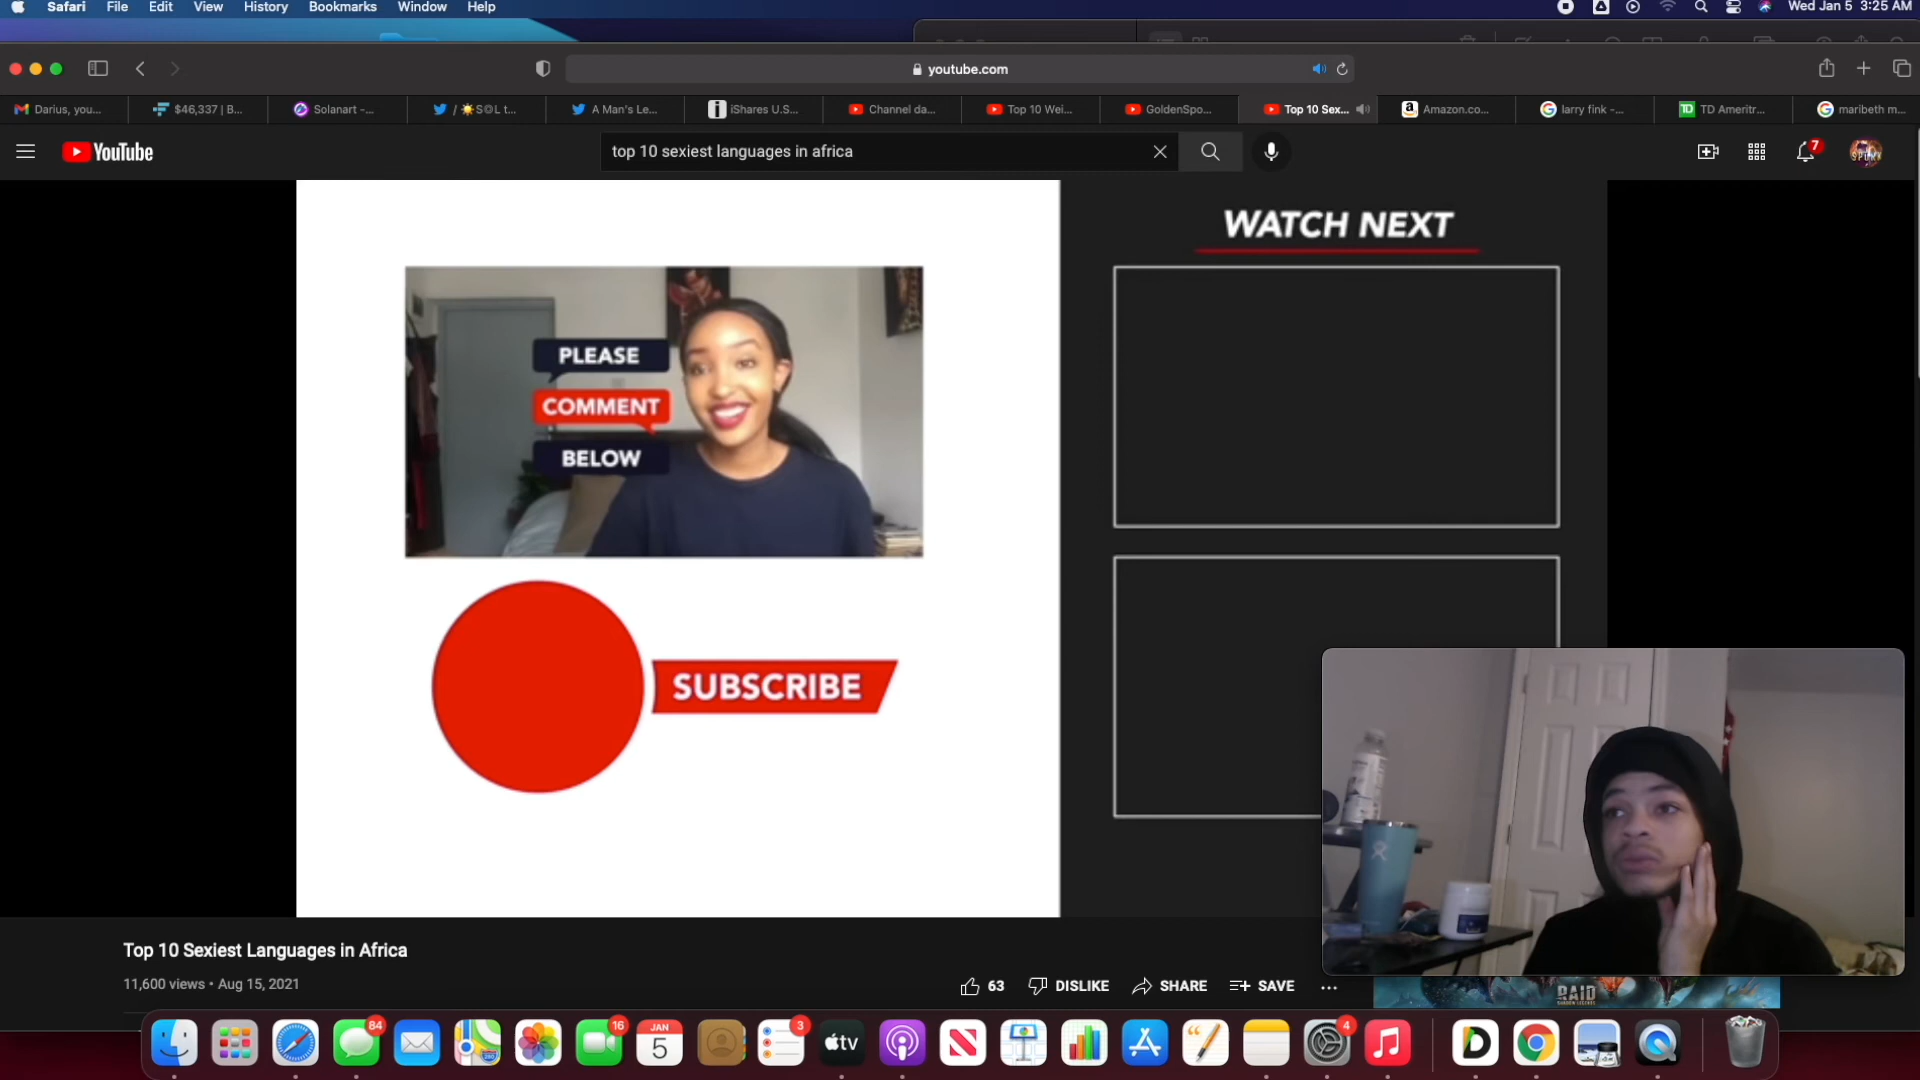 Safari File Edit View History Bookmarks Window Help Wed Jan 5 3:25 AM
youtube.com
Darius, you... $46,337 | B... Solanart -... / ☀️S◎L t... A Man's Le... iShares U.S... Channel da... Top 10 Wei... GoldenSpo... Top 10 Sex... Amazon.co... larry fink -... TD Ameritr... maribeth m...
YouTube top 10 sexiest languages in africa 7
SPORK
WATCH NEXT
PLEASE
COMMENT
BELOW
SUBSCRIBE
Top 10 Sexiest Languages in Africa
11,600 views • Aug 15, 2021 63 DISLIKE SHARE SAVE ...
RAID
84 16 JAN 5 3 tv 4